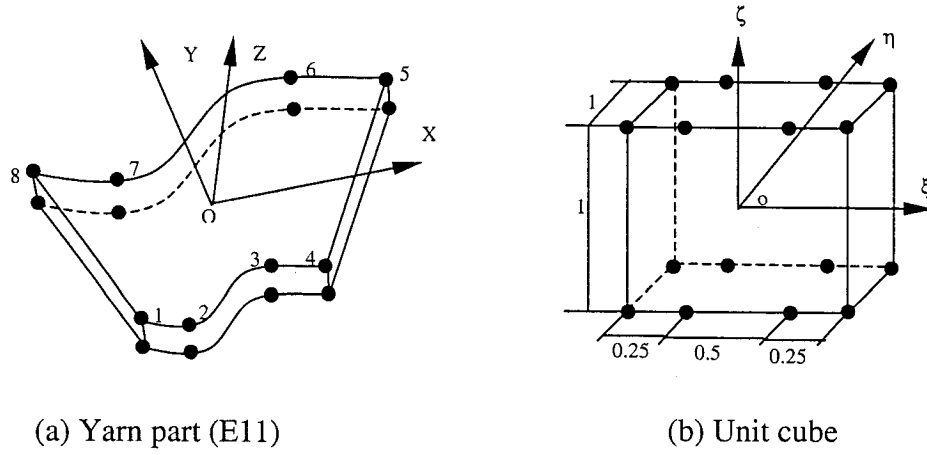 Y
Z
6
5
7
X
8
O
3
4
1
2
(a) Yarn part (E11)
ζ
η
1
1
o
ξ
0.25
0.5
0.25
(b) Unit cube